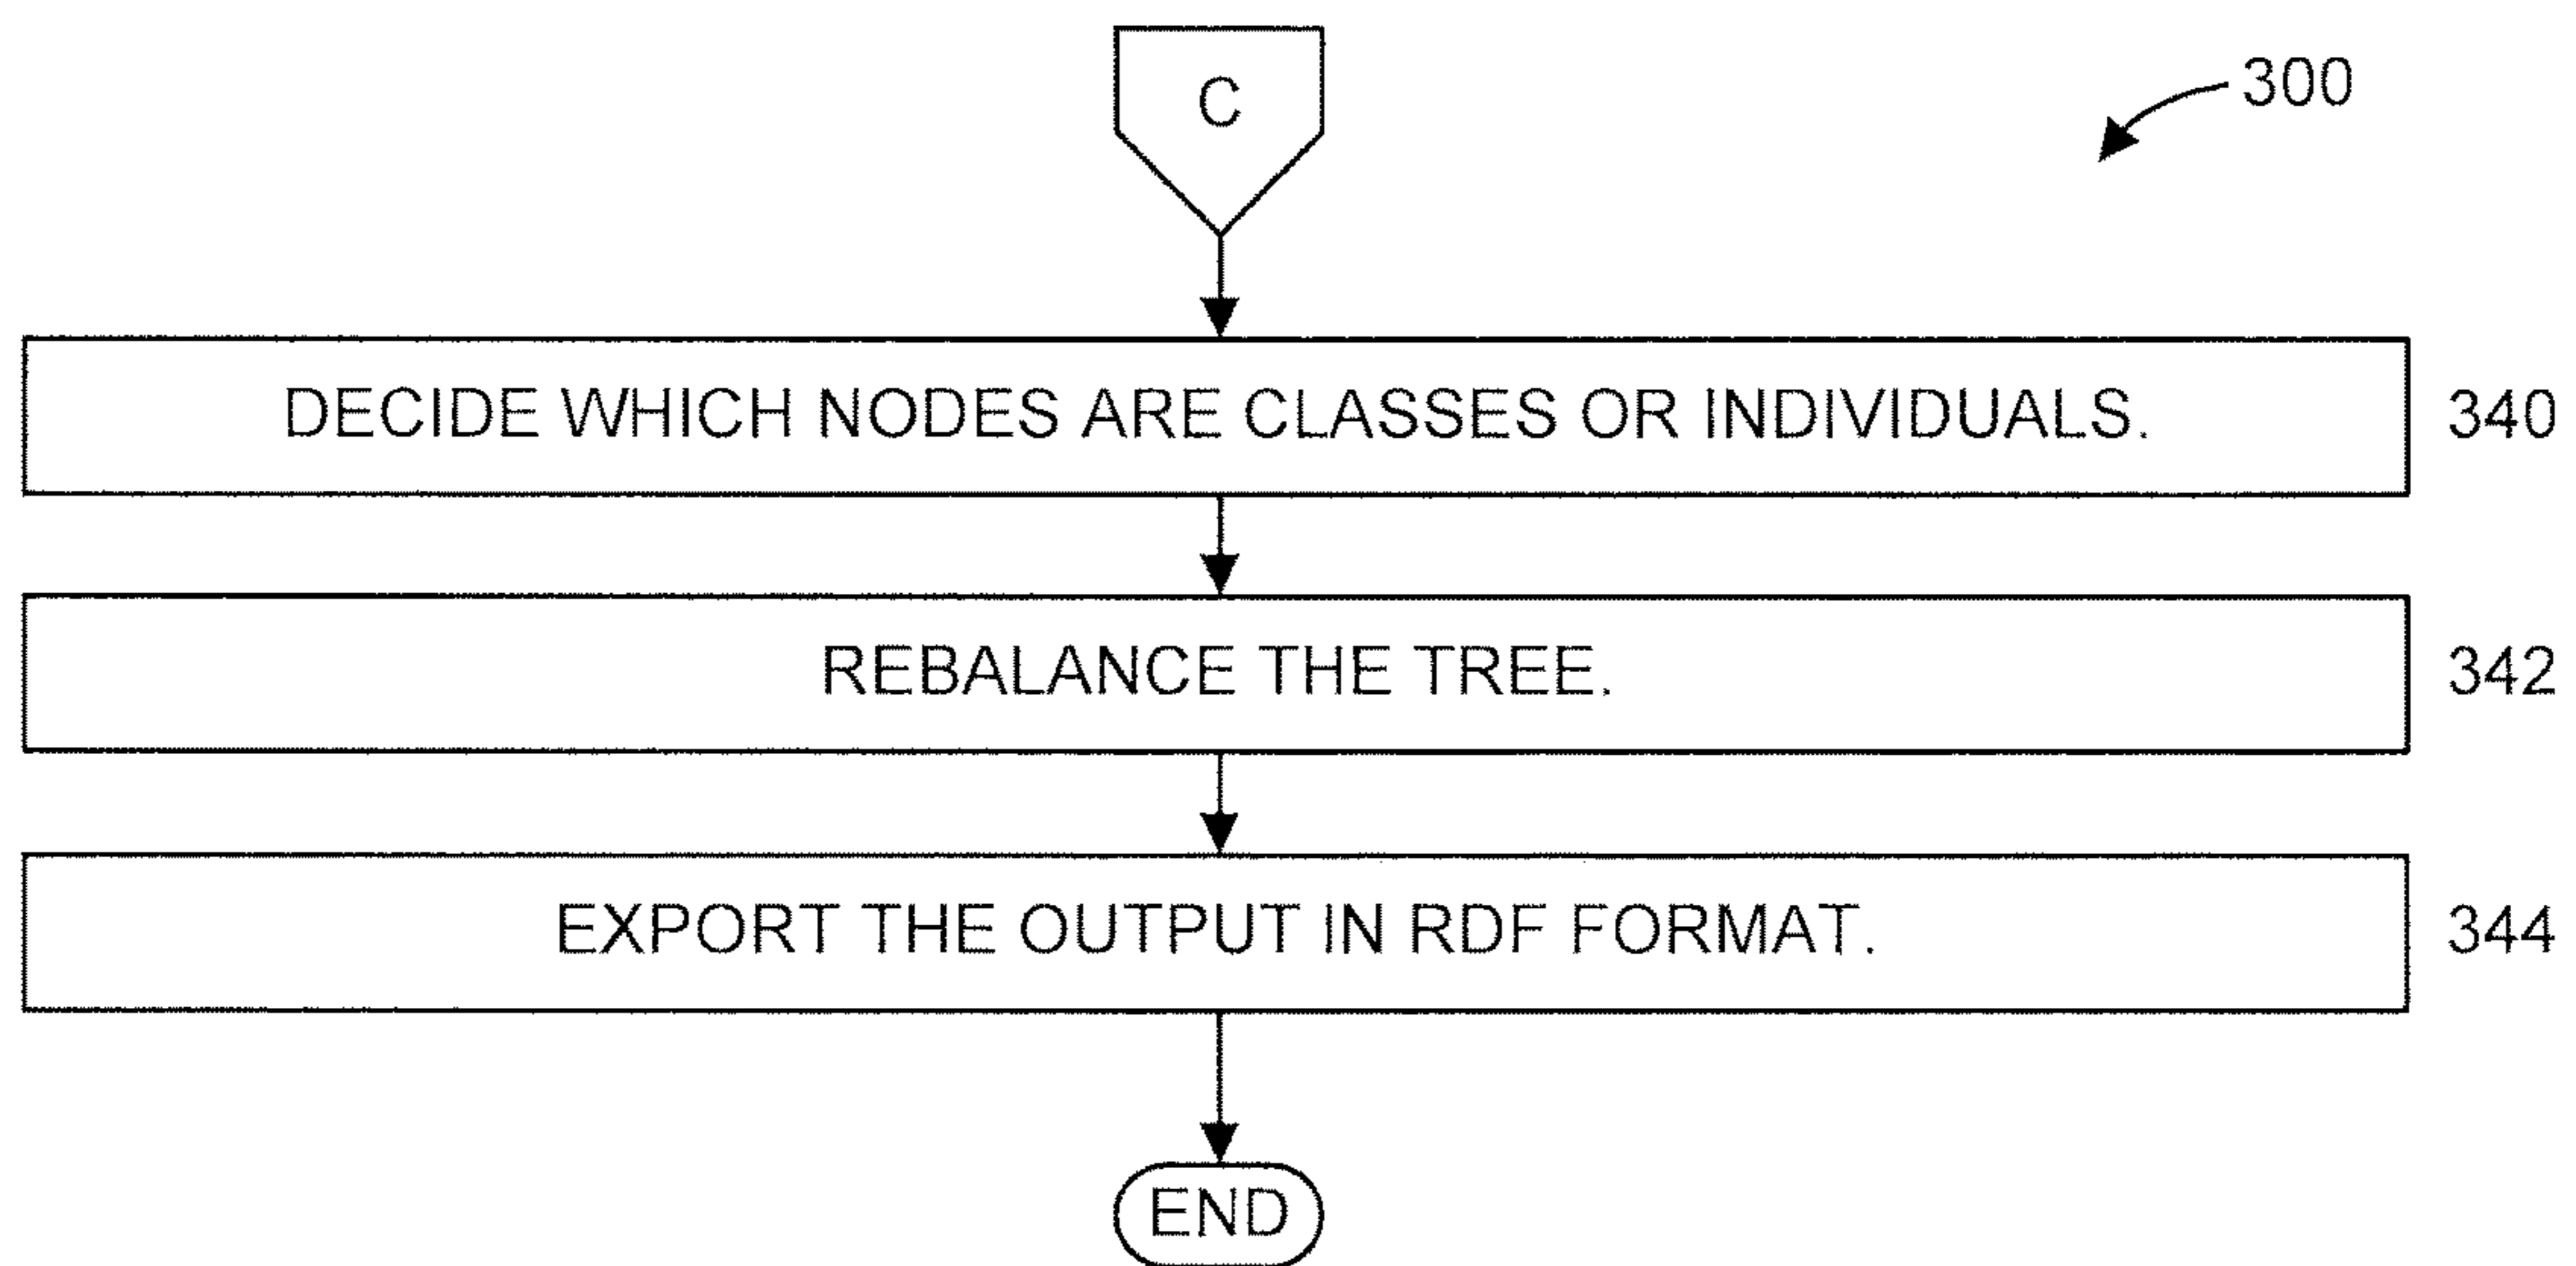 C
300
DECIDE WHICH NODES ARE CLASSES OR INDIVIDUALS. 340
REBALANCE THE TREE. 342
EXPORT THE OUTPUT IN RDF FORMAT. 344
END